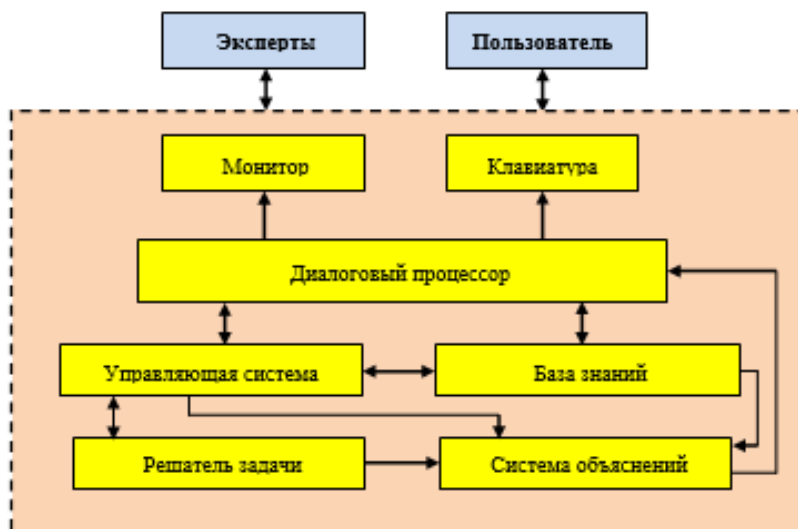 Эксперты
Пользователь
Монитор
Клавиатура
Диалоговый процессор
Управляющая система
База знаний
Решатель задачи
Система объяснений